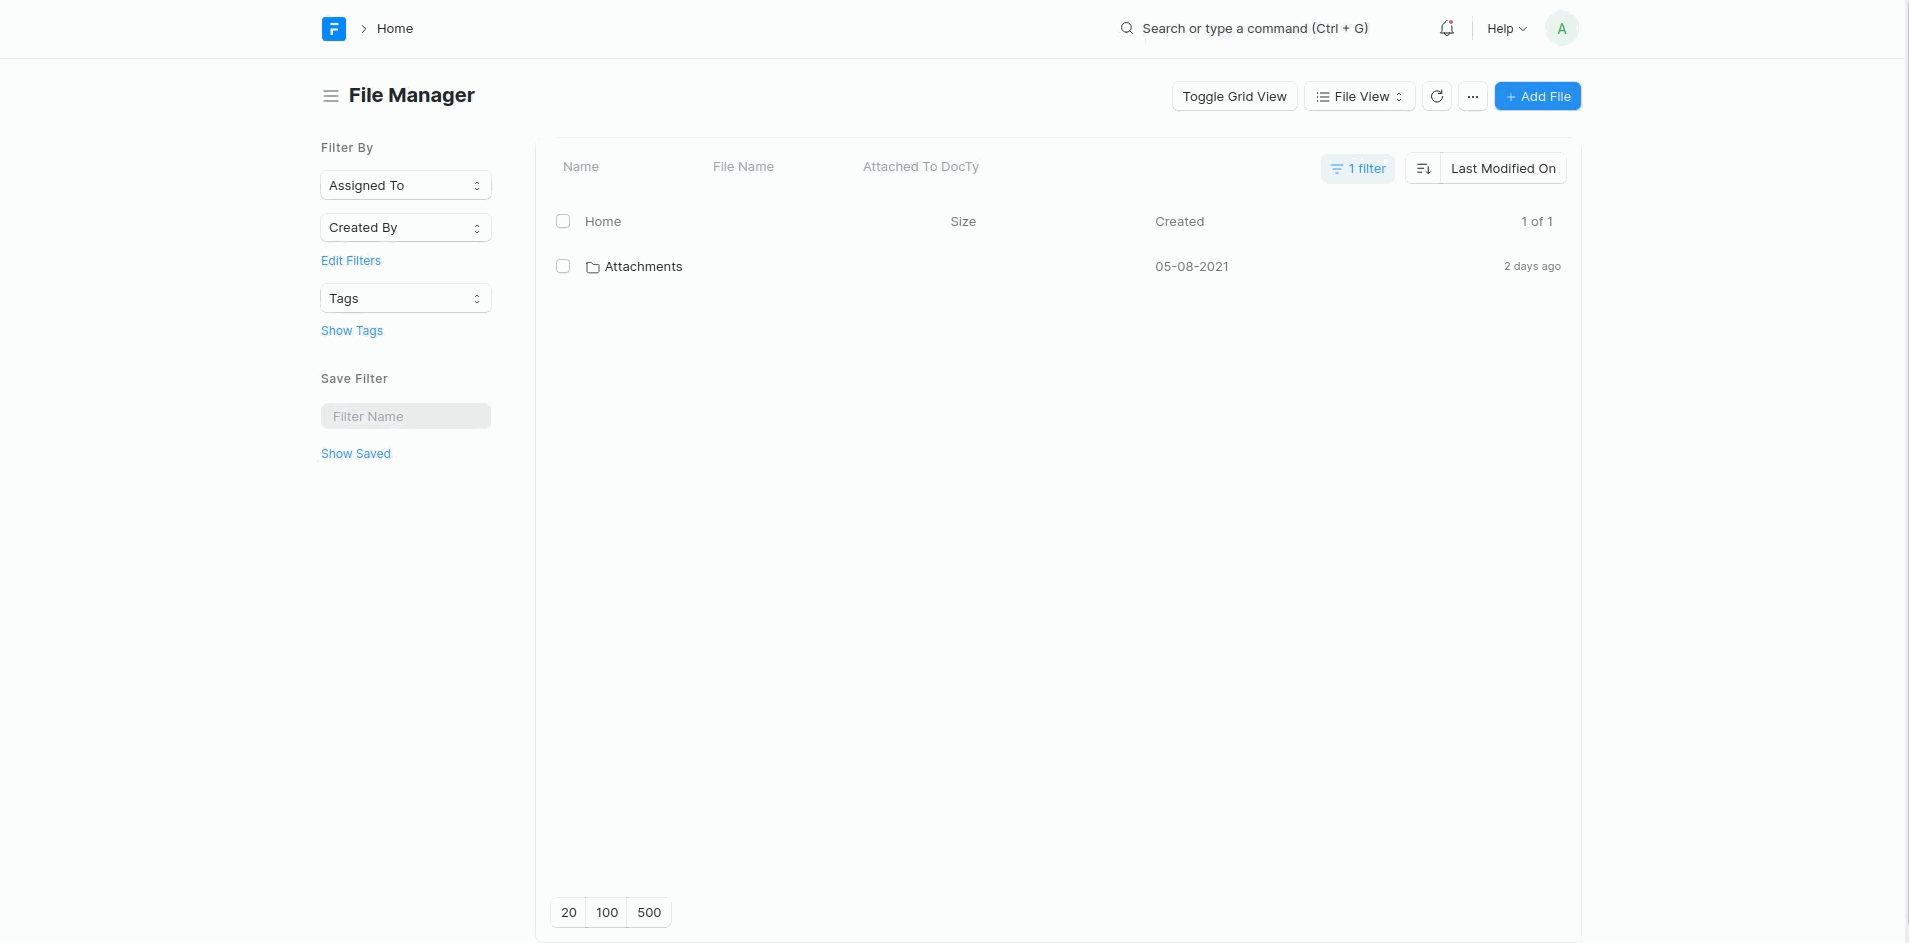 Home
Search or type a command (Ctrl + G)
Help
A
File Manager
Toggle Grid View
File View
+ Add File
Filter By
Assigned To
Created By
Edit Filters
Tags
Show Tags
Save Filter
Filter Name
Show Saved
Name File Name Attached To DocTy
1 filter
Last Modified On
Home Size Created 1 of 1
Attachments 05-08-2021 2 days ago
20 100 500